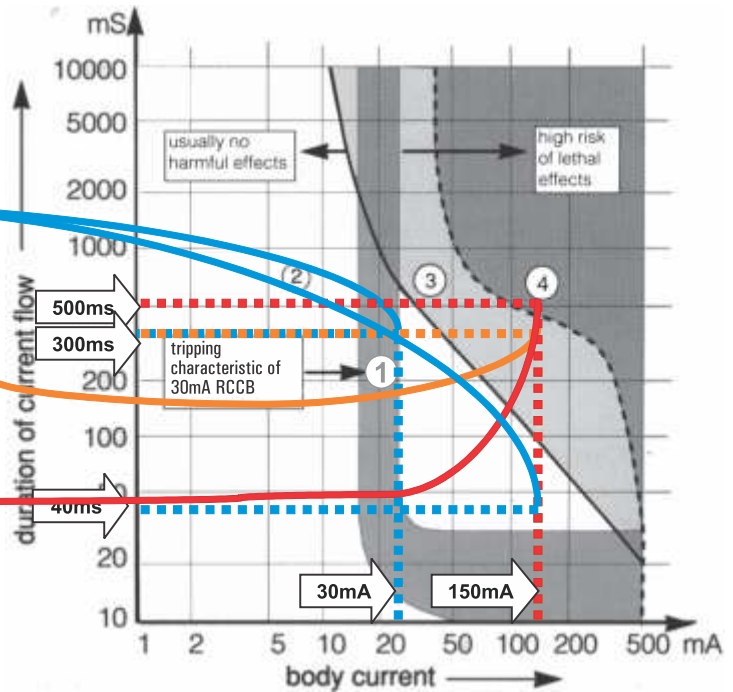 mS
10000
5000
2000
1000
200
100
20
10
duration of current flow
usually no
harmful effects
high risk
of lethal
effects
2
3
4
500ms
300ms
tripping
characteristic of
30mA RCCB
1
40ms
30mA
150mA
1 2 5 10 20 50 100 200 500 mA
body current